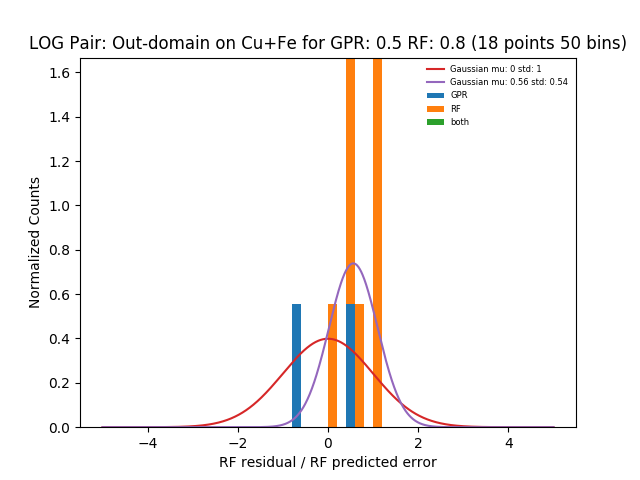 LOG Pair: Out-domain on Cu+Fe for GPR: 0.5 RF: 0.8 (18 points 50 bins)
Gaussian mu: 0 std: 1
Gaussian mu: 0.56 std: 0.54
GPR
RF
both
Normalized Counts
1.6
1.4
1.2
1.0
0.8
0.6
0.4
0.2
0.0
−4
−2
0
2
4
RF residual / RF predicted error